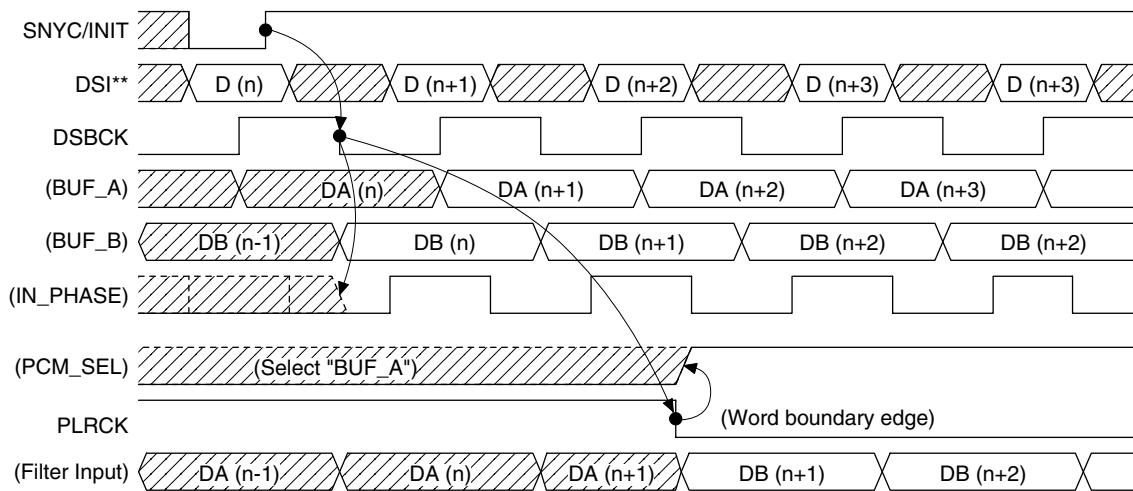 SNYC/INIT
DSI** D (n) D (n+1) D (n+2) D (n+3) D (n+3)
DSBCK
(BUF_A) DA (n) DA (n+1) DA (n+2) DA (n+3)
(BUF_B) DB (n-1) DB (n) DB (n+1) DB (n+2) DB (n+2)
(IN_PHASE)
(PCM_SEL) (Select "BUF_A")
PLRCK (Word boundary edge)
(Filter Input) DA (n-1) DA (n) DA (n+1) DB (n+1) DB (n+2)